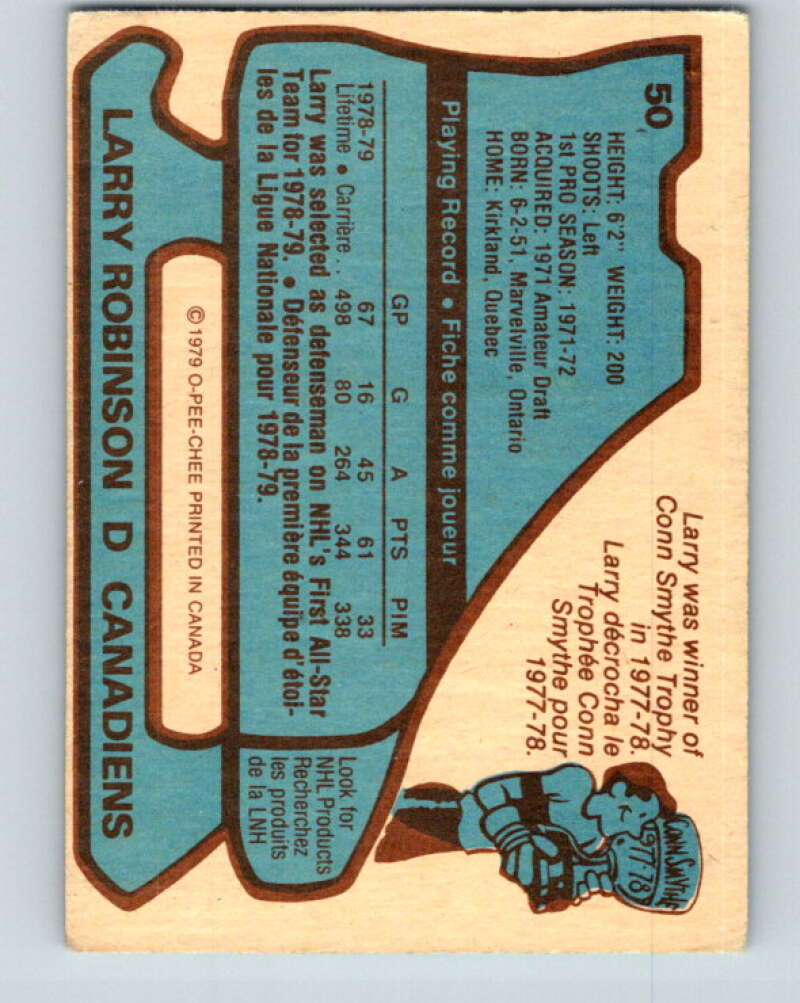 50
HEIGHT: 6'2" WEIGHT: 200
SHOOTS: Left
1st PRO SEASON: 1971-72
ACQUIRED: 1971 Amateur Draft
BORN: 6-2-51, Marvelville, Ontario
HOME: Kirkland, Quebec
Larry was winner of
Conn Smythe Trophy
in 1977-78.
Larry décrocha le
Trophée Conn
Smythe pour
1977-78.
CONN SMYTHE
1977-78
Playing Record • Fiche comme joueur
GP G A PTS PIM
1978-79 67 16 45 61 33
Lifetime • Carrière .. 498 80 264 344 338
Larry was selected as defenseman on NHL's First All-Star
Team for 1978-79. • Défenseur de la première équipe d'étoi-
les de la Ligue Nationale pour 1978-79.
Look for
NHL Products
Recherchez
les produits
de la LNH
© 1979 O-PEE-CHEE PRINTED IN CANADA
LARRY ROBINSON D CANADIENS